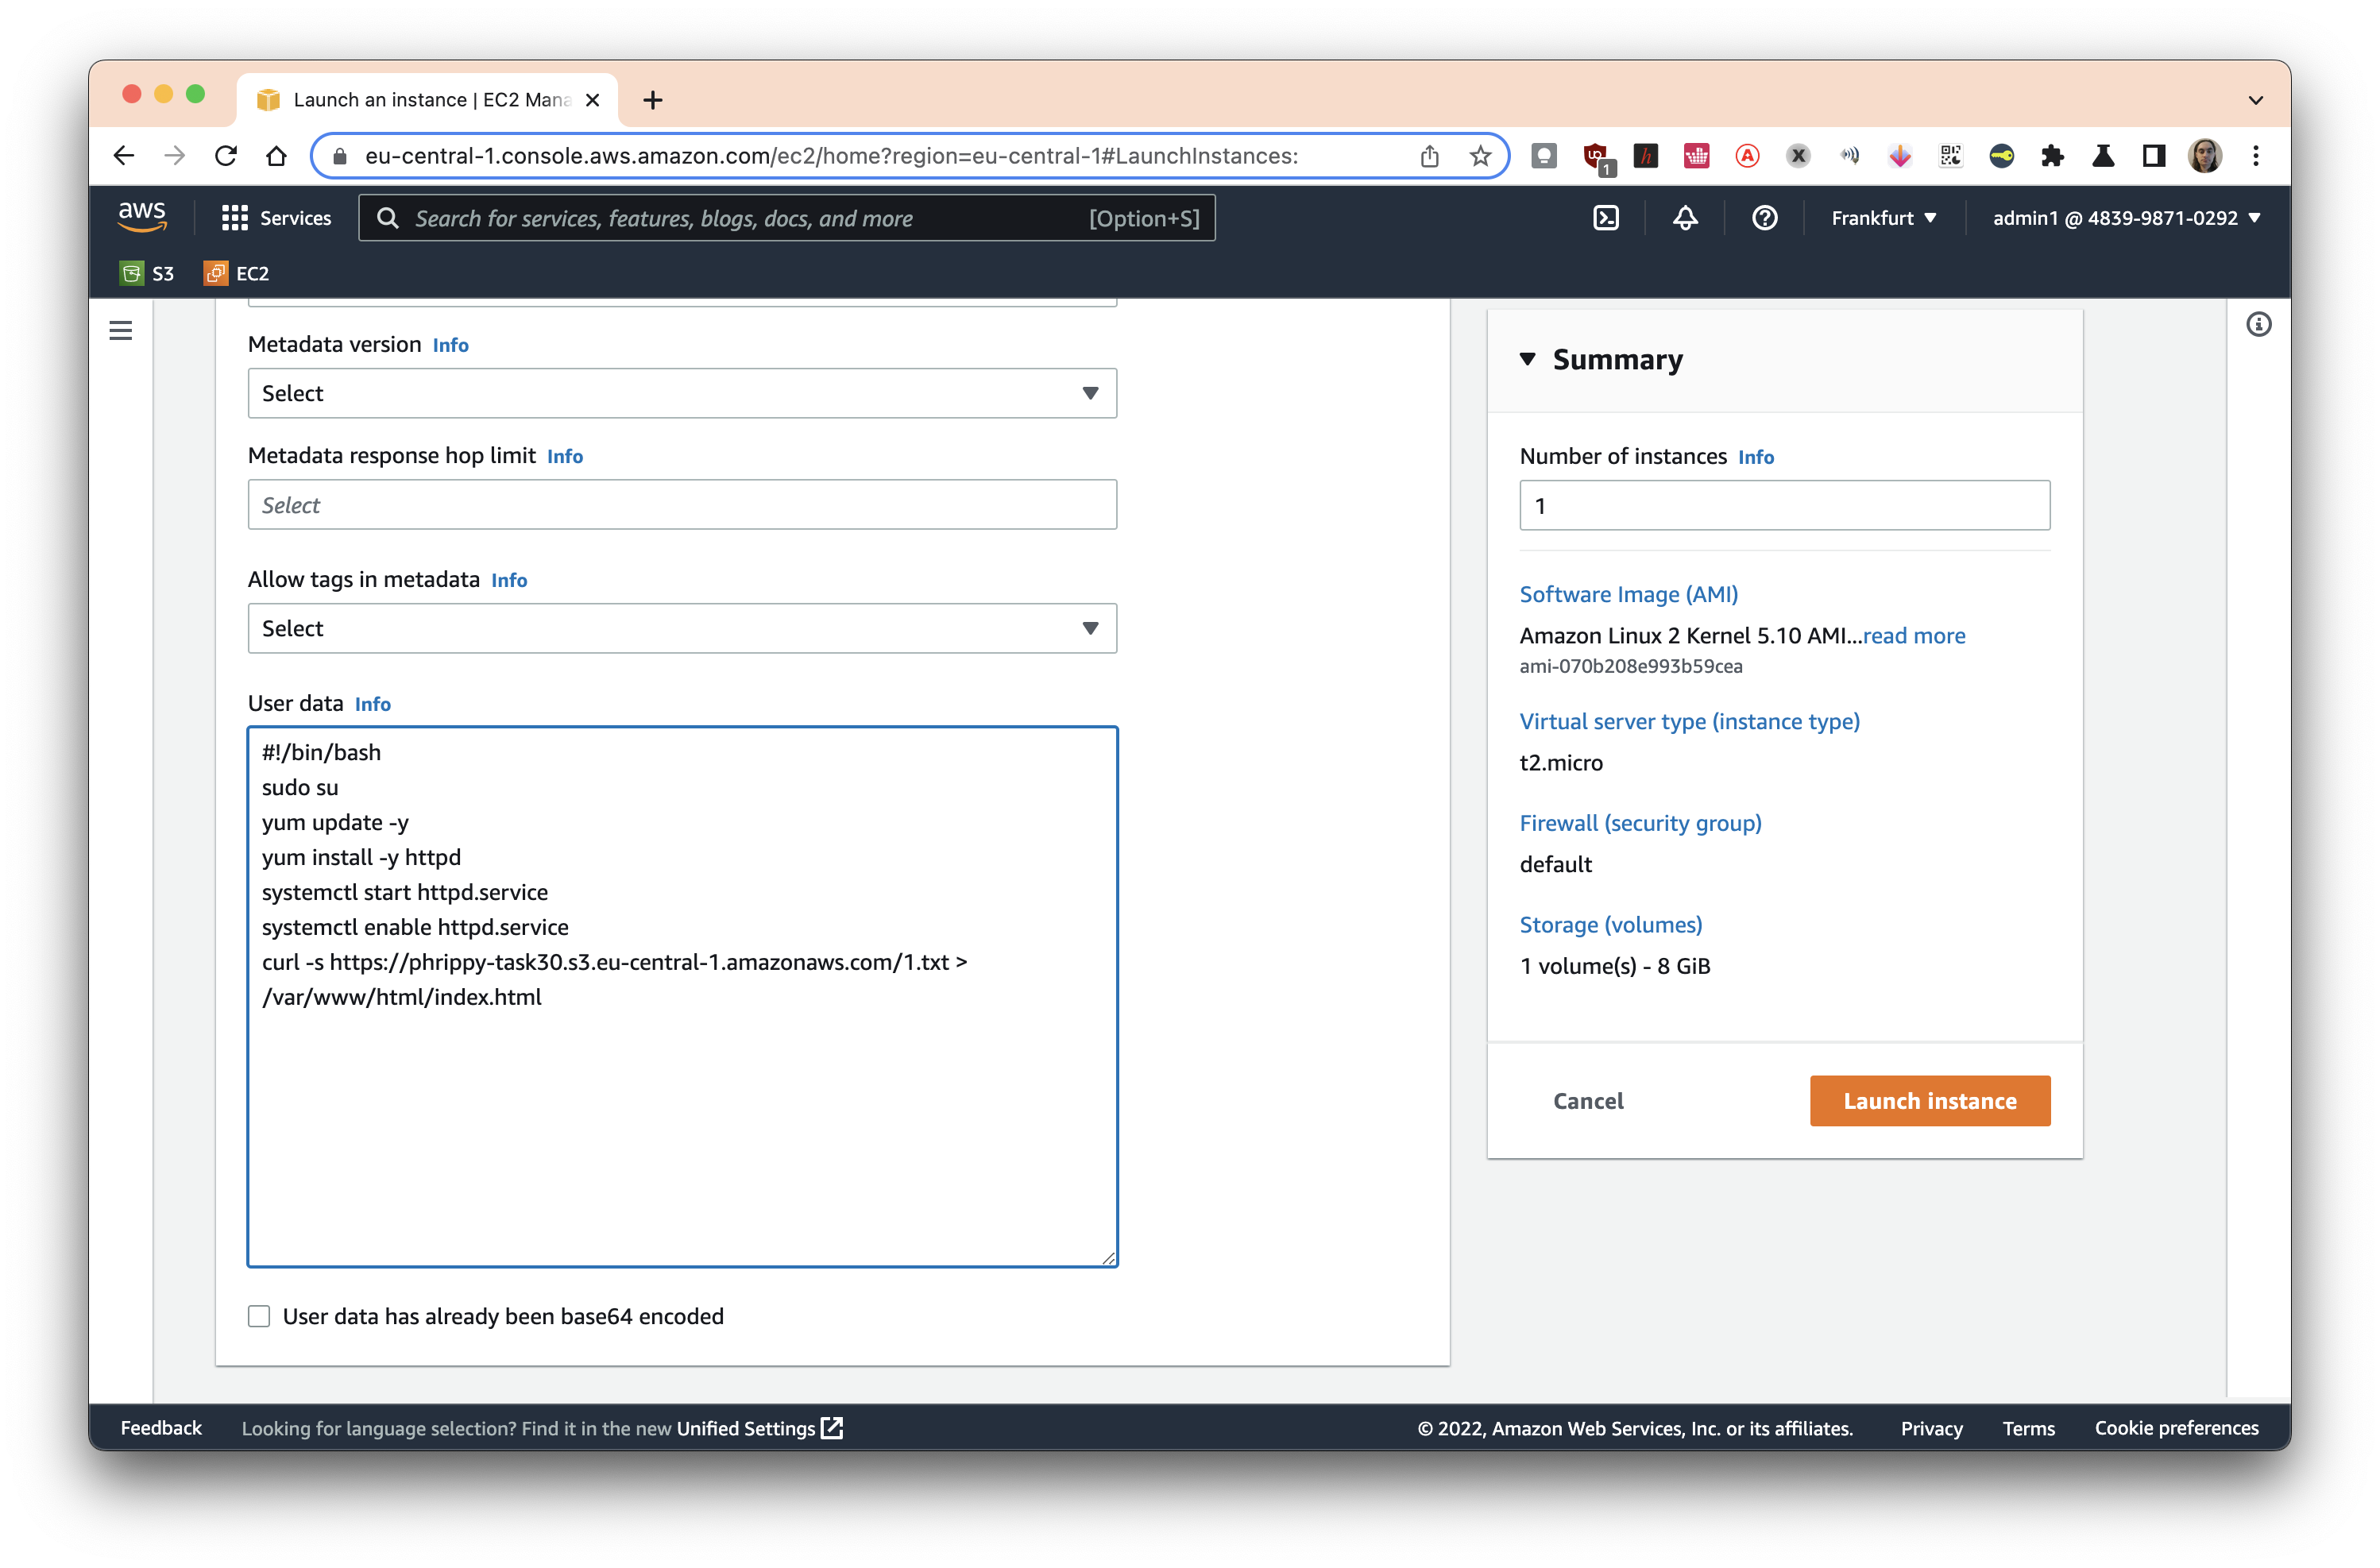 Launch an instance | EC2 Mana
eu-central-1.console.aws.amazon.com/ec2/home?region=eu-central-1#LaunchInstances:
1
aws
Services
Search for services, features, blogs, docs, and more
[Option+S]
Frankfurt
admin1 @ 4839-9871-0292
S3
EC2
Metadata version Info
Select
Metadata response hop limit Info
Select
Allow tags in metadata Info
Select
User data Info
#!/bin/bash
sudo su
yum update -y
yum install -y httpd
systemctl start httpd.service
systemctl enable httpd.service
curl -s https://phrippy-task30.s3.eu-central-1.amazonaws.com/1.txt >
/var/www/html/index.html
User data has already been base64 encoded
Summary
Number of instances Info
1
Software Image (AMI)
Amazon Linux 2 Kernel 5.10 AMI...read more
ami-070b208e993b59cea
Virtual server type (instance type)
t2.micro
Firewall (security group)
default
Storage (volumes)
1 volume(s) - 8 GiB
Cancel
Launch instance
Feedback
Looking for language selection? Find it in the new Unified Settings
© 2022, Amazon Web Services, Inc. or its affiliates.
Privacy
Terms
Cookie preferences